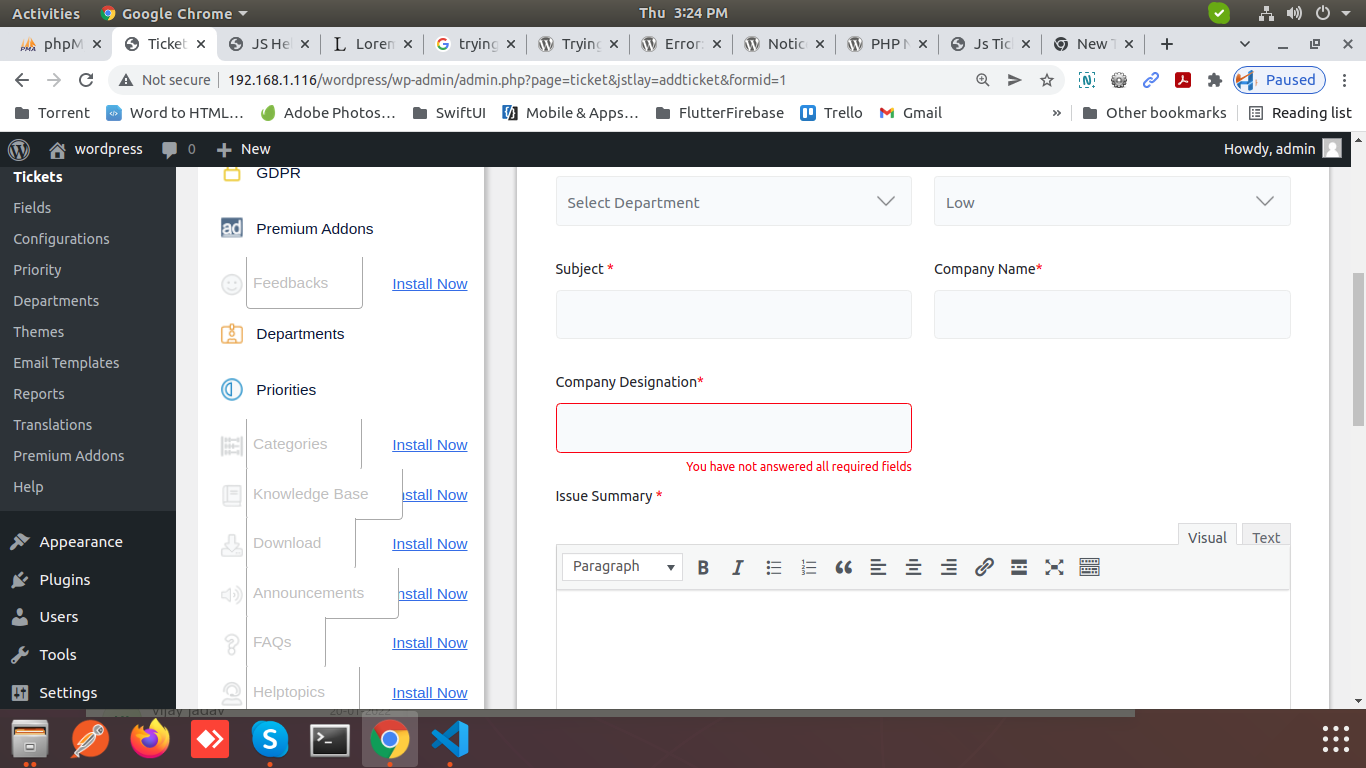 Activities
Google Chrome
Thu 3:24 PM
phpM
Ticket
JS Hel
Lorem
trying
Trying
Error:
Notic
PHP N
Js Tic
New T
Not secure
192.168.1.116/wordpress/wp-admin/admin.php?page=ticket&jstlay=addticket&formid=1
Paused
Torrent
Word to HTML…
Adobe Photos…
SwiftUI
Mobile & Apps…
FlutterFirebase
Trello
Gmail
»
Other bookmarks
Reading list
wordpress
0
New
Howdy, admin
Tickets
Fields
Configurations
Priority
Departments
Themes
Email Templates
Reports
Translations
Premium Addons
Help
Appearance
Plugins
Users
Tools
Settings
GDPR
ad Premium Addons
Feedbacks Install Now
Departments
Priorities
Categories Install Now
Knowledge Base nstall Now
Download Install Now
Announcements nstall Now
FAQs Install Now
Helptopics Install Now
Select Department
Low
Subject *
Company Name*
Company Designation*
You have not answered all required fields
Issue Summary *
Visual
Text
Paragraph
B I